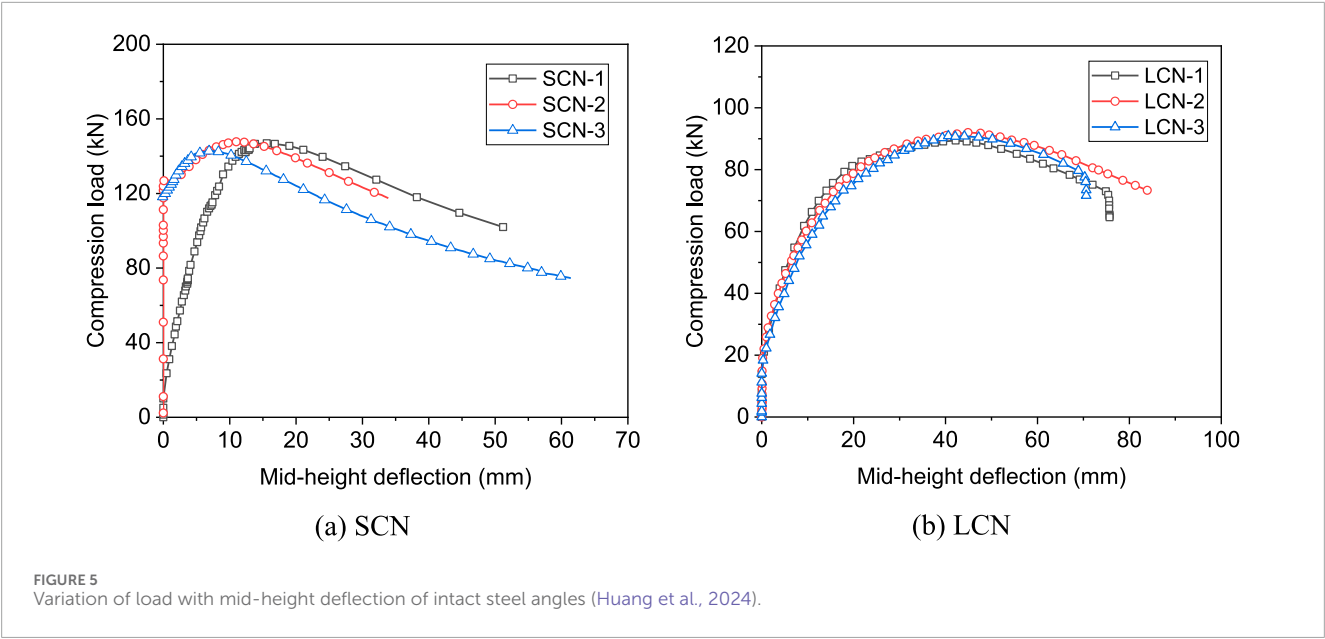 200
160
120
80
40
0
Compression load (kN)
SCN-1
SCN-2
SCN-3
0 10 20 30 40 50 60 70
Mid-height deflection (mm)
(a) SCN
120
100
80
60
40
20
0
Compression load (kN)
LCN-1
LCN-2
LCN-3
0 20 40 60 80 100
Mid-height deflection (mm)
(b) LCN
FIGURE 5
Variation of load with mid-height deflection of intact steel angles (Huang et al., 2024).